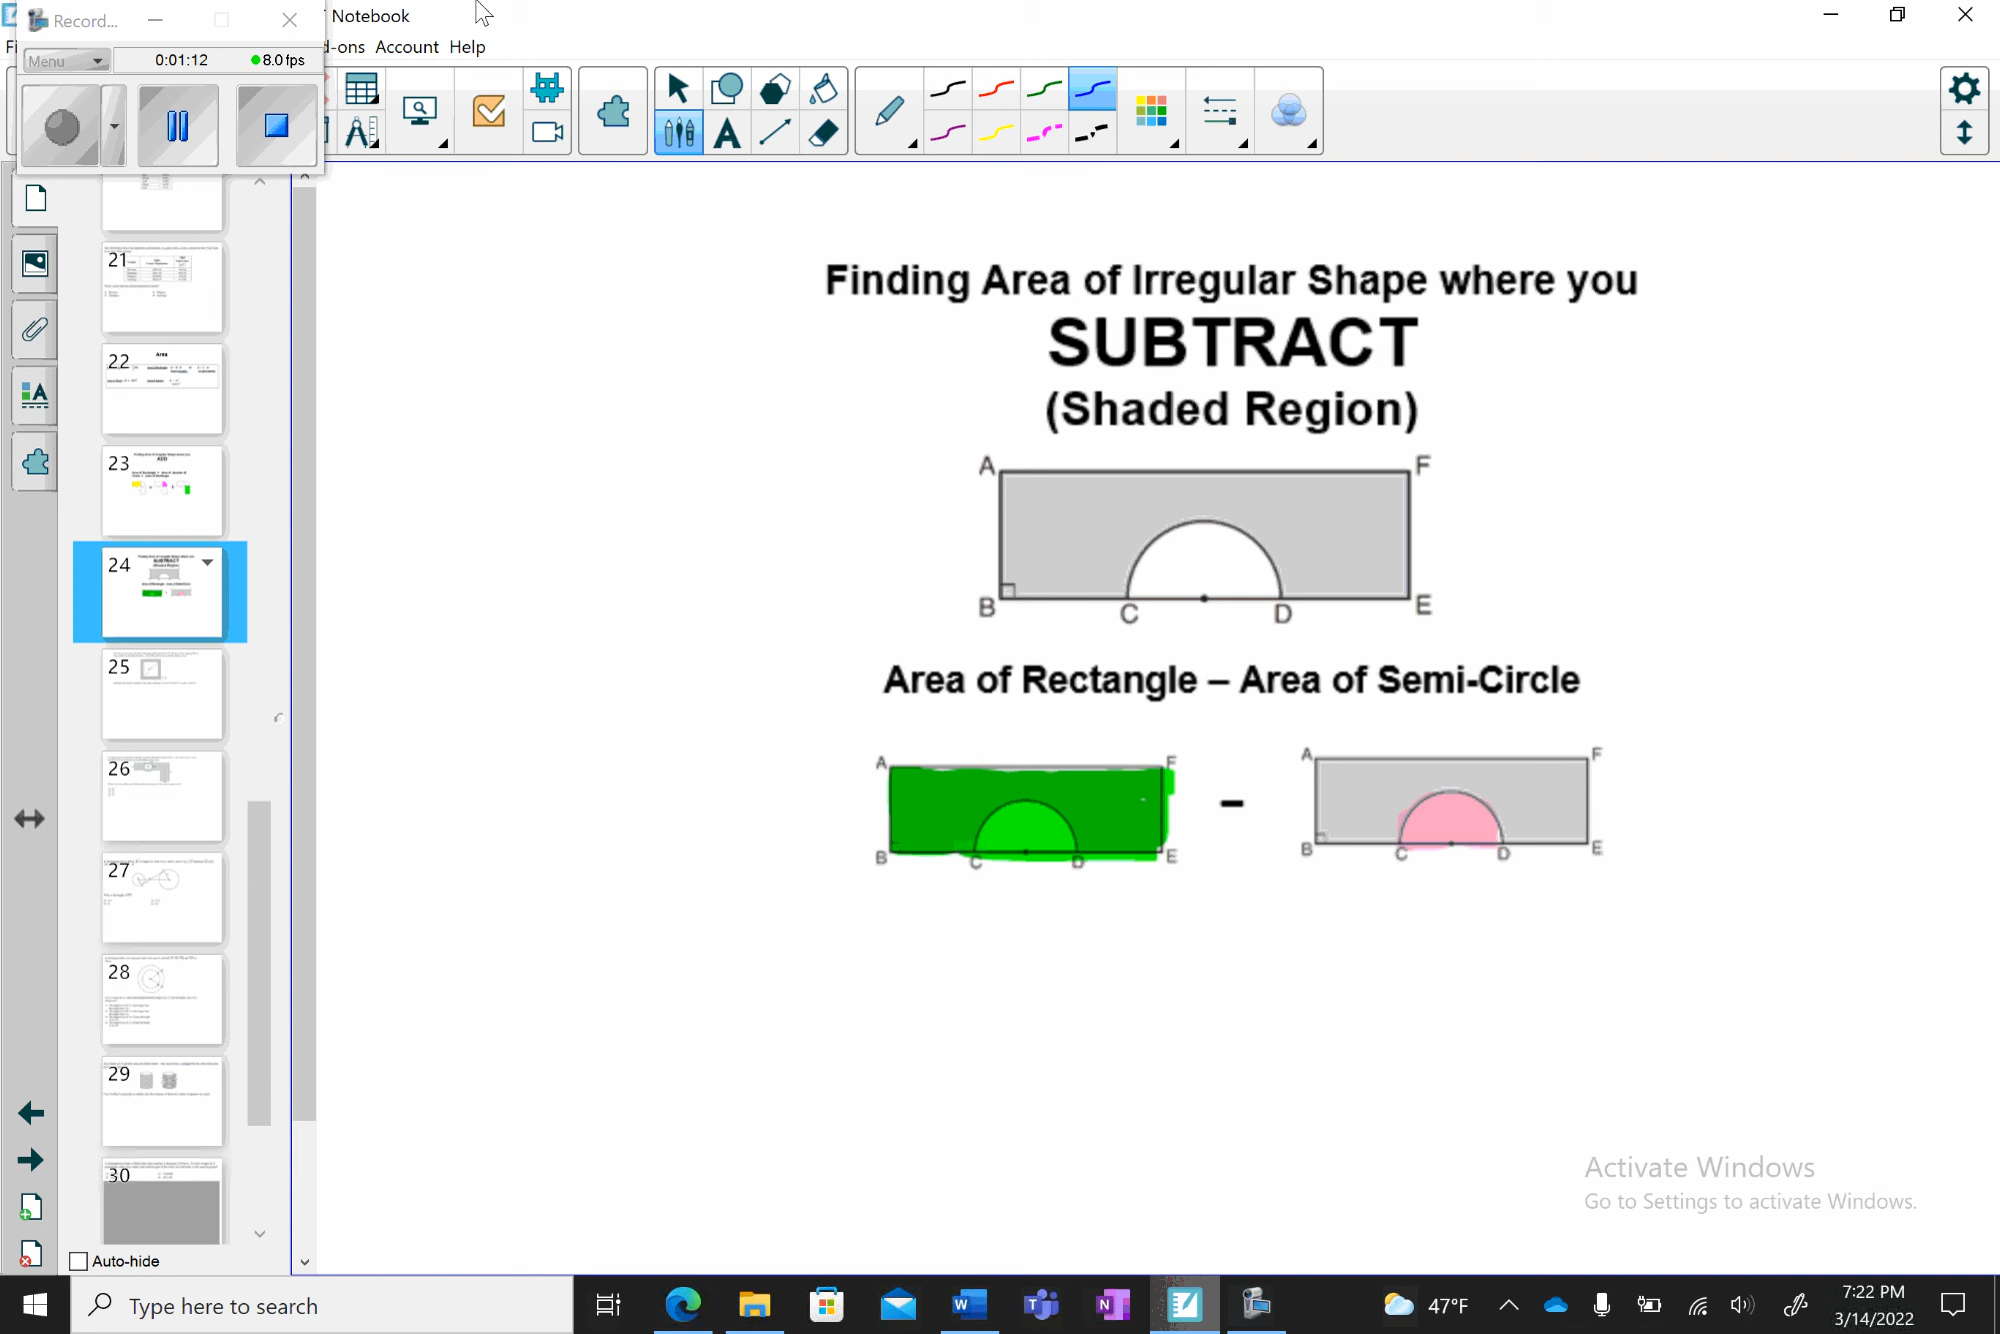 Record...
Notebook
Menu
0:01:12
8.0 fps
d-ons Account Help
21
22
Area
23
ADD
24
SUBTRACT
25
26
27
28
29
30
Auto-hide
Finding Area of Irregular Shape where you
SUBTRACT
(Shaded Region)
A
F
B
C
D
E
Area of Rectangle – Area of Semi-Circle
A
F
B
C
D
E
-
A
F
B
C
D
E
Activate Windows
Go to Settings to activate Windows.
Type here to search
47°F
7:22 PM
3/14/2022